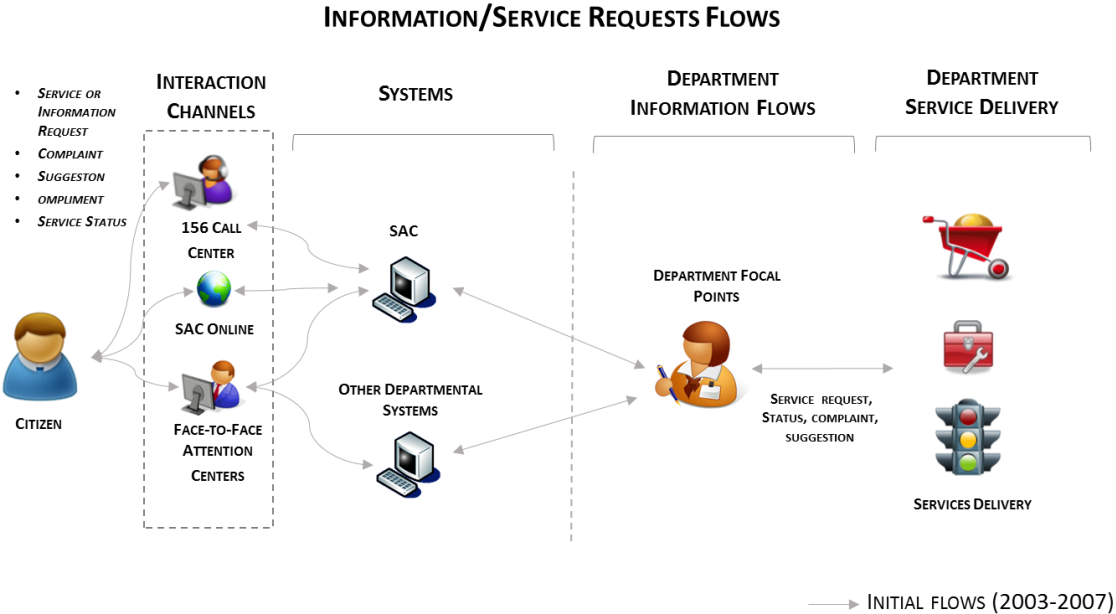 Information/Service Requests Flows
• Service or
Information
Request
• Complaint
• Suggeston
• ompliment
• Service Status
Interaction
Channels
Systems
Department
Information Flows
Department
Service Delivery
156 Call
Center
SAC Online
Face-to-Face
Attention
Centers
Citizen
SAC
Other Departmental
Systems
Department Focal
Points
Service request,
Status, complaint,
suggestion
Services Delivery
Initial flows (2003-2007)